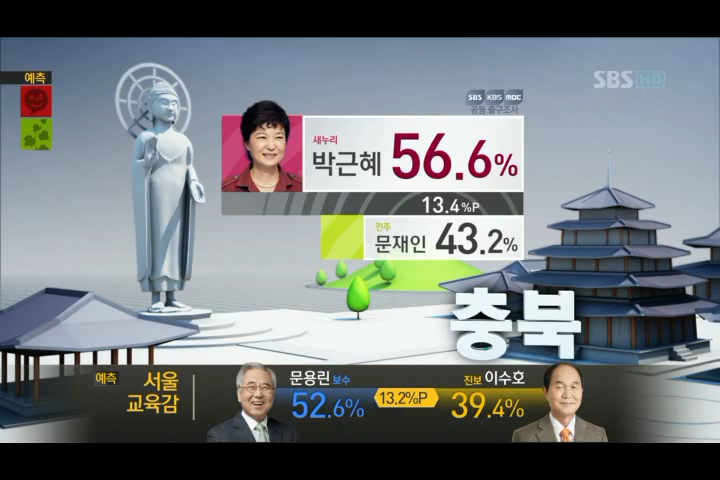 예측
SBS HD
SBS KBS MBC
공동 출구조사
새누리
박근혜 56.6%
13.4%P
민주
문재인 43.2%
충북
예측
서울
교육감
문용린 보수
52.6%
13.2%P
진보 이수호
39.4%